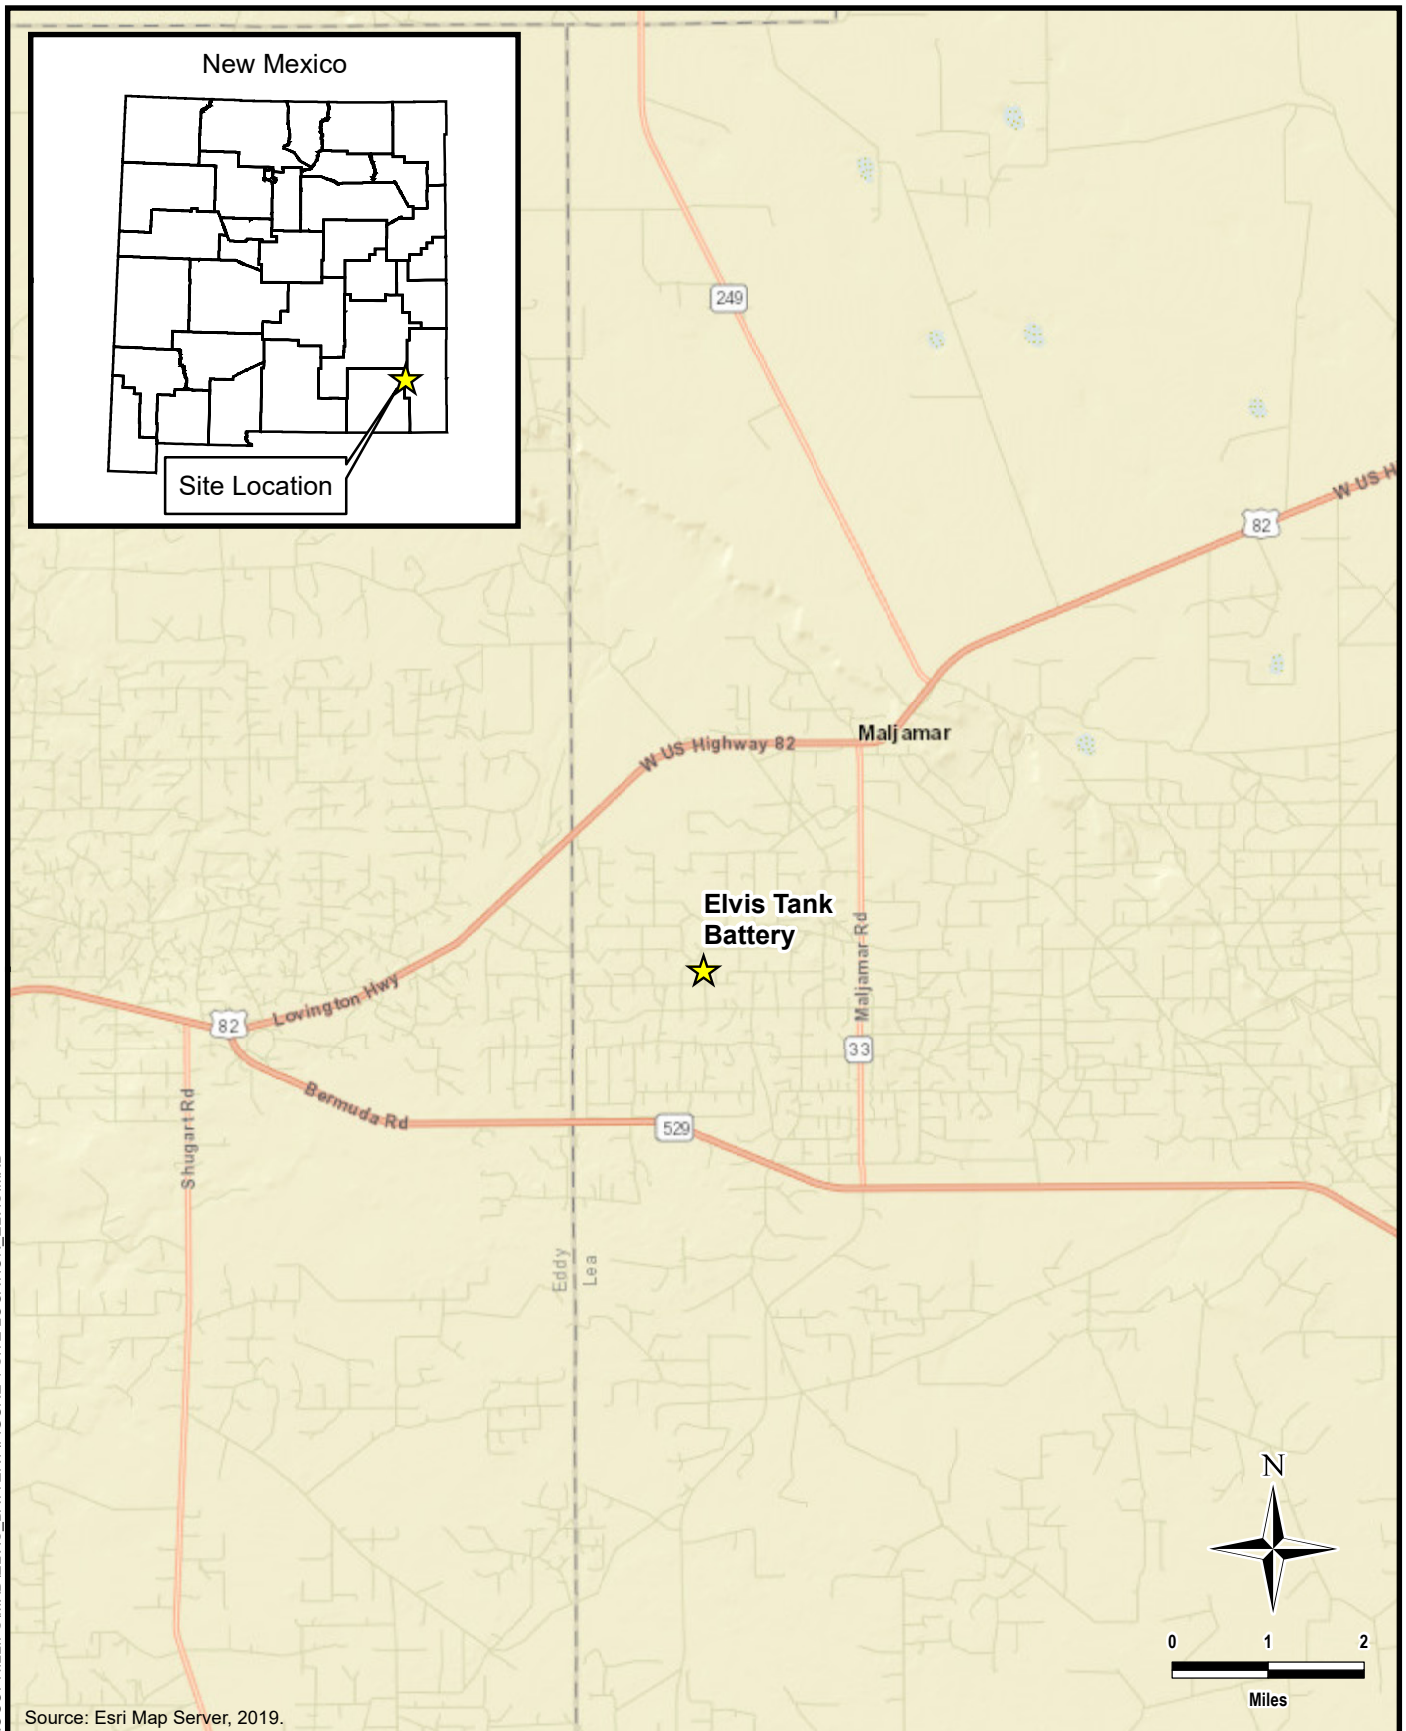 New Mexico
Site Location
249
W US H
82
Maljamar
W US Highway 82
Elvis Tank
Battery
Maljamar Rd
Lovington Hwy
82
33
Bermuda Rd
529
Shugart Rd
Eddy
Lea
N
0 1 2
Miles
Source: Esri Map Server, 2019.